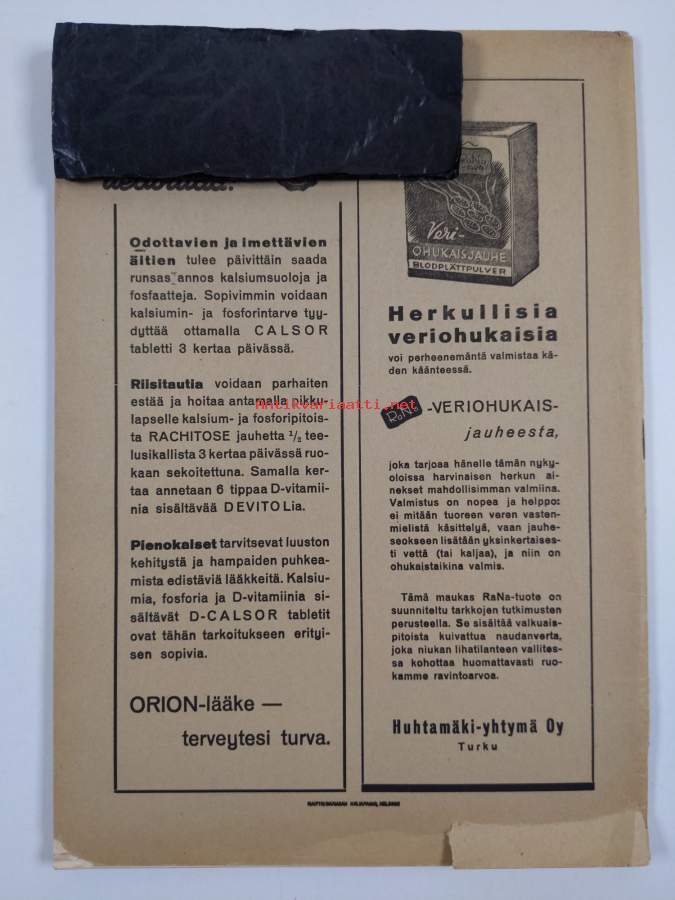 Odottavien ja imettävien
äitien tulee päivittäin saada
runsas annos kalsiumsuoloja ja
fosfaatteja. Sopivimmin voidaan
kalsiumin- ja fosforintarve tyy-
dyttää ottamalla CALSOR
tabletti 3 kertaa päivässä.
Riisitautia voidaan parhaiten
estää ja hoitaa antamalla pikku-
lapselle kalsium- ja fosforipitois-
ta RACHITOSE jauhetta 1/2 tee-
lusikallista 3 kertaa päivässä ruo-
kaan sekoitettuna. Samalla ker-
taa annetaan 6 tippaa D-vitamii-
nia sisältävää DEVITOLia.
Pienokaiset tarvitsevat luuston
kehitystä ja hampaiden puhkea-
mista edistäviä lääkkeitä. Kalsiu-
mia, fosforia ja D-vitamiinia si-
sältävät D-CALSOR tabletit
ovat tähän tarkoitukseen erityi-
sen sopivia.
ORION-lääke —
terveytesi turva.
Veri-
OHUKAISJAUHE
BLODPLÄTTPULVER
Herkullisia
veriohukaisia
voi perheenemäntä valmistaa kä-
den käänteessä.
RaNa -VERIOHUKAIS-
jauheesta,
joka tarjoaa hänelle tämän nyky-
oloissa harvinaisen herkun ai-
nekset mahdollisimman valmiina.
Valmistus on nopea ja helppo:
ei mitään tuoreen veren vasten-
mielistä käsittelyä, vaan jauhe-
seokseen lisätään yksinkertaises-
ti vettä (tai kaljaa), ja niin on
ohukaistaikina valmis.
Tämä maukas RaNa-tuote on
suunniteltu tarkkojen tutkimusten
perusteella. Se sisältää valkuais-
pitoista kuivattua naudanverta,
joka niukan lihatilanteen vallites-
sa kohottaa huomattavasti ruo-
kamme ravintoarvoa.
Huhtamäki-yhtymä Oy
Turku
antikvariaatti.net